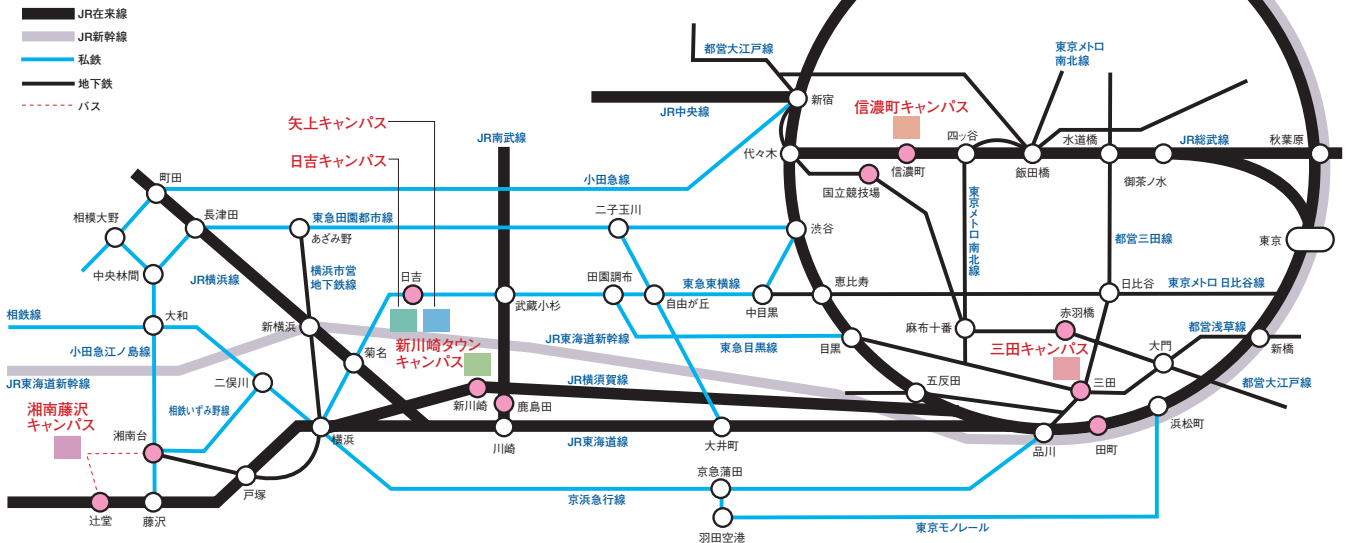 JR在来線
JR新幹線
私鉄
地下鉄
バス
都営大江戸線
東京メトロ
南北線
新宿
JR中央線
信濃町キャンパス
矢上キャンパス
日吉キャンパス
JR南武線
代々木
四ッ谷
水道橋
JR総武線
秋葉原
信濃町
飯田橋
御茶ノ水
国立競技場
町田
小田急線
相模大野
長津田
東急田園都市線
二子玉川
あざみ野
渋谷
東京メトロ 南北線
都営三田線
東京
中央林間
JR横浜線
横浜市営
地下鉄線
日吉
田園調布
東急東横線
恵比寿
日比谷
東京メトロ 日比谷線
武蔵小杉
自由が丘
中目黒
相鉄線
大和
新横浜
赤羽橋
麻布十番
都営浅草線
小田急江ノ島線
菊名
新川崎タウン
キャンパス
JR東海道新幹線
東急目黒線
目黒
三田キャンパス
大門
新橋
JR東海道新幹線
二俣川
JR横須賀線
五反田
三田
都営大江戸線
湘南藤沢
キャンパス
相鉄いずみ野線
新川崎
鹿島田
浜松町
湘南台
横浜
川崎
JR東海道線
大井町
品川
田町
戸塚
京急蒲田
京浜急行線
辻堂
藤沢
羽田空港
東京モノレール